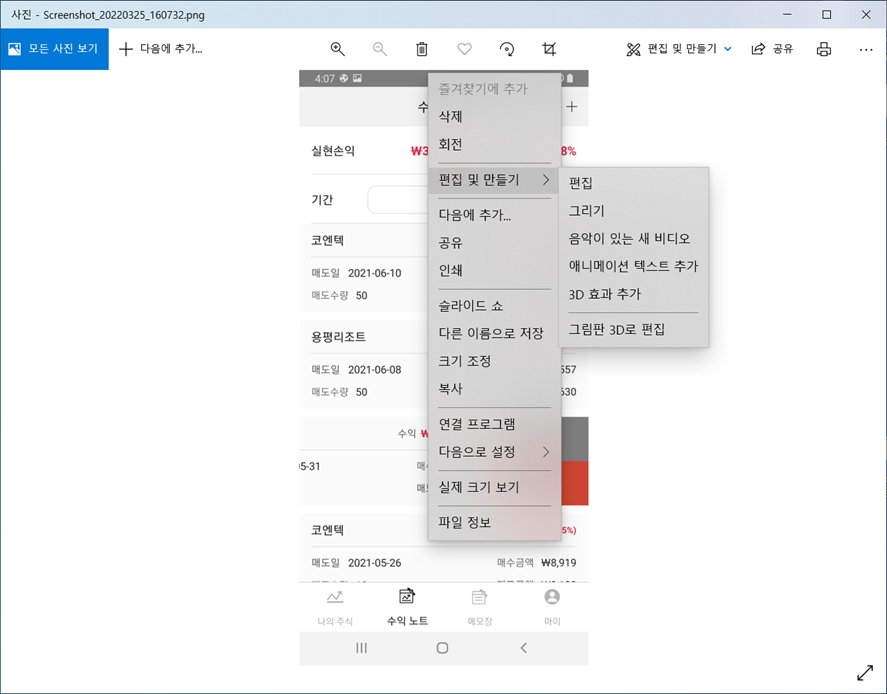 사진 - Screenshot_20220325_160732.png
모든 사진 보기
다음에 추가...
편집 및 만들기
공유
4:07
수
실현손익
₩3
8%
기간
코엔텍
매도일 2021-06-10
매도수량 50
용평리조트
매도일 2021-06-08
557
매도수량 50
630
수익 ₩
05-31
코엔텍
5%)
매도일 2021-05-26
매수금액 ₩8,919
나의 주식
수익 노트
메모장
마이
즐겨찾기에 추가
삭제
회전
편집 및 만들기
다음에 추가...
공유
인쇄
슬라이드 쇼
다른 이름으로 저장
크기 조정
복사
연결 프로그램
다음으로 설정
실제 크기 보기
파일 정보
편집
그리기
음악이 있는 새 비디오
애니메이션 텍스트 추가
3D 효과 추가
그림판 3D로 편집